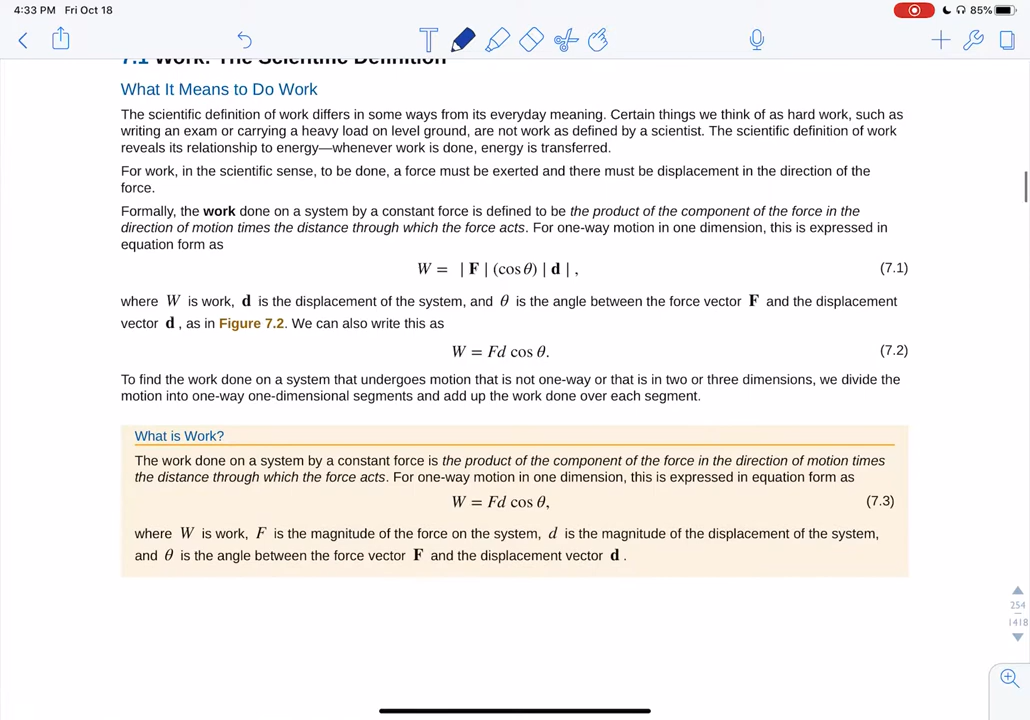 4:33 PM Fri Oct 18
85%
7.1 Work: The Scientific Definition
What It Means to Do Work
The scientific definition of work differs in some ways from its everyday meaning. Certain things we think of as hard work, such as
writing an exam or carrying a heavy load on level ground, are not work as defined by a scientist. The scientific definition of work
reveals its relationship to energy—whenever work is done, energy is transferred.
For work, in the scientific sense, to be done, a force must be exerted and there must be displacement in the direction of the
force.
Formally, the work done on a system by a constant force is defined to be the product of the component of the force in the
direction of motion times the distance through which the force acts. For one-way motion in one dimension, this is expressed in
equation form as
W = | F | (cos θ) | d | , (7.1)
where W is work, d is the displacement of the system, and θ is the angle between the force vector F and the displacement
vector d , as in Figure 7.2. We can also write this as
W = Fd cos θ. (7.2)
To find the work done on a system that undergoes motion that is not one-way or that is in two or three dimensions, we divide the
motion into one-way one-dimensional segments and add up the work done over each segment.
What is Work?
The work done on a system by a constant force is the product of the component of the force in the direction of motion times
the distance through which the force acts. For one-way motion in one dimension, this is expressed in equation form as
W = Fd cos θ, (7.3)
where W is work, F is the magnitude of the force on the system, d is the magnitude of the displacement of the system,
and θ is the angle between the force vector F and the displacement vector d .
254
1418